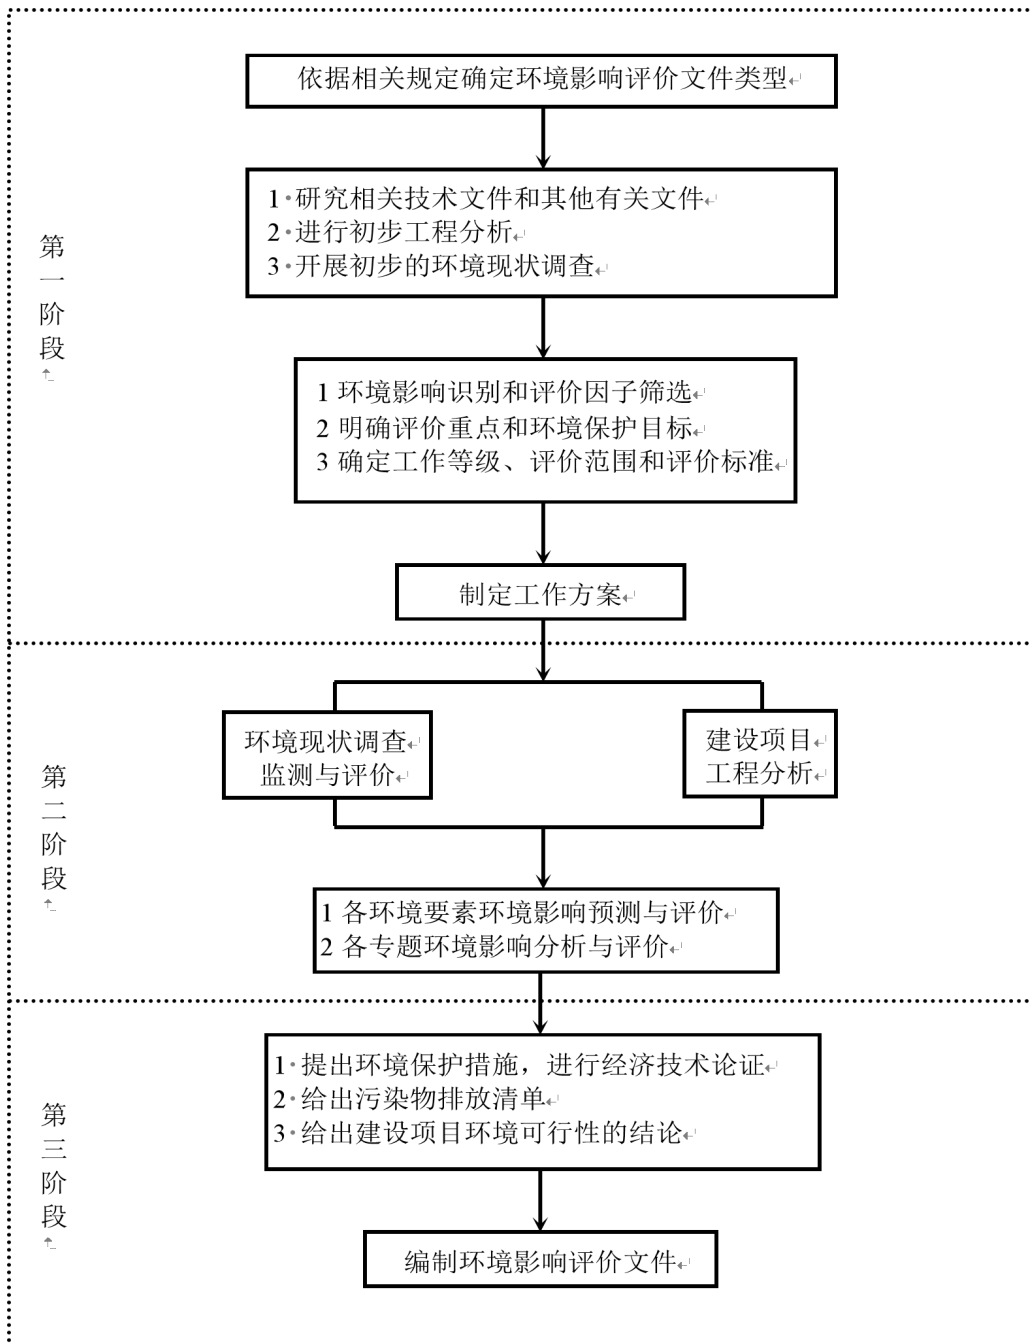 依据相关规定确定环境影响评价文件类型
第一阶段
1·研究相关技术文件和其他有关文件
2·进行初步工程分析
3·开展初步的环境现状调查
1 环境影响识别和评价因子筛选
2 明确评价重点和环境保护目标
3 确定工作等级、评价范围和评价标准
制定工作方案
第二阶段
环境现状调查
监测与评价
建设项目
工程分析
1 各环境要素环境影响预测与评价
2 各专题环境影响分析与评价
第三阶段
1·提出环境保护措施，进行经济技术论证
2·给出污染物排放清单
3·给出建设项目环境可行性的结论
编制环境影响评价文件